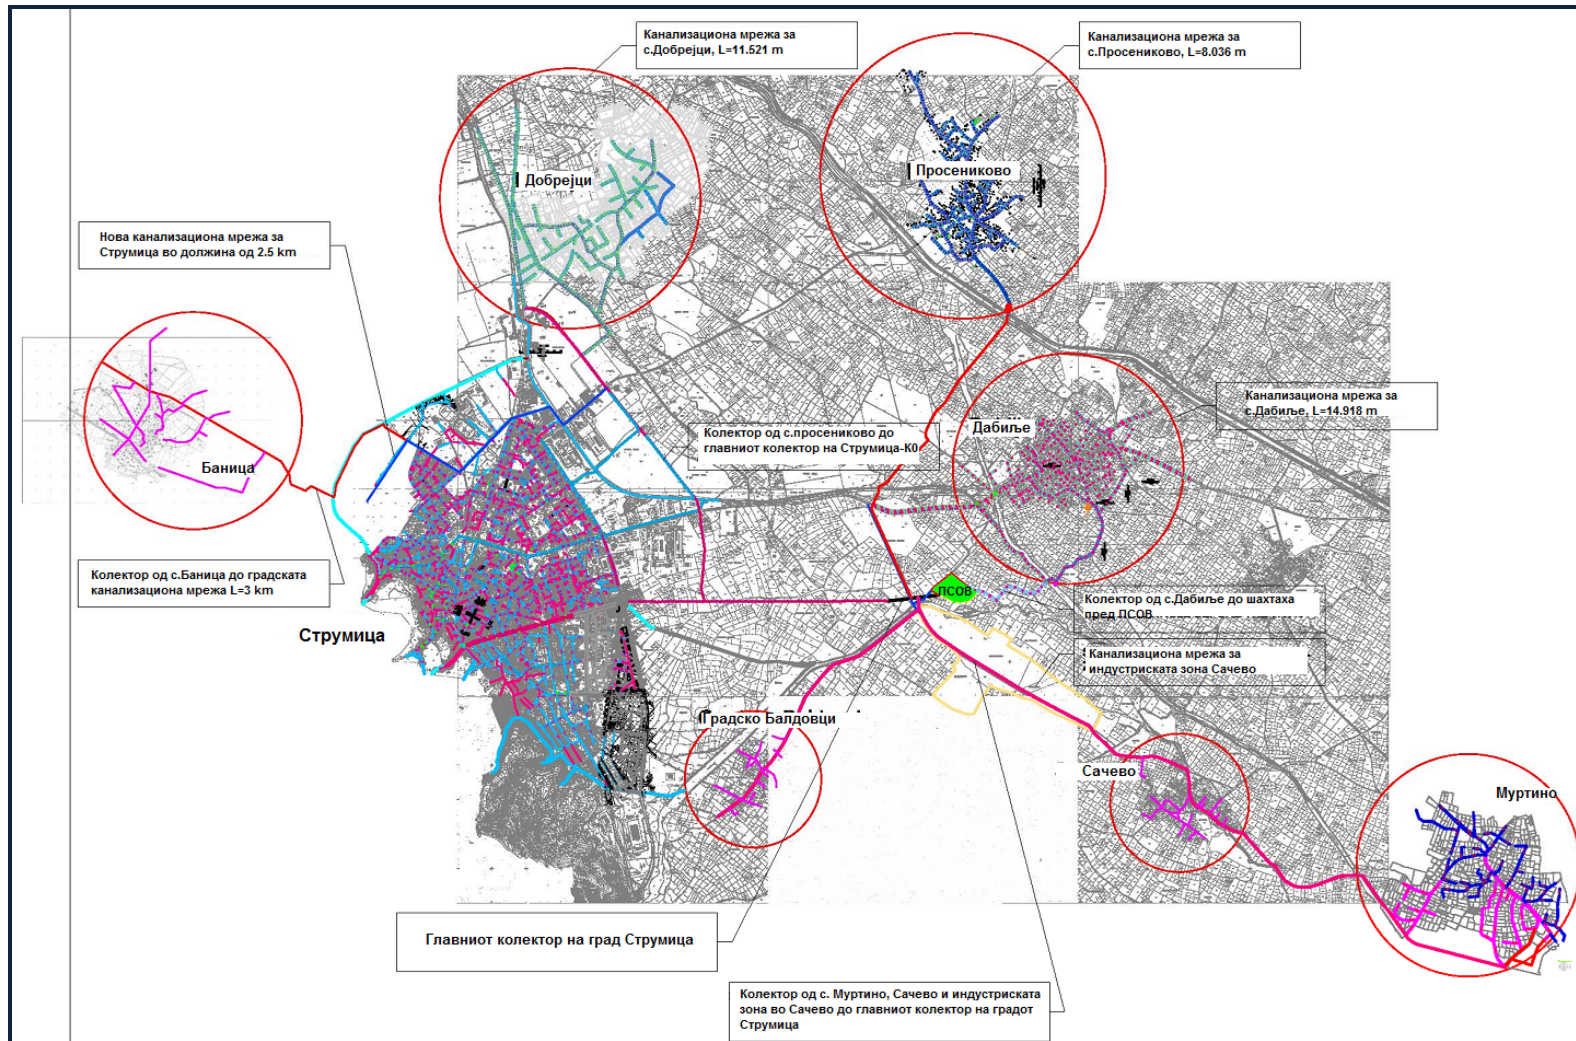 Канализациона мрежа за
с.Добрејци, L=11.521 m
Канализациона мрежа за
с.Просениково, L=8.036 m
Добрејци
Просениково
Нова канализациона мрежа за
Струмица во должина од 2.5 km
Канализациона мрежа за
с.Дабиље, L=14.918 m
Дабиље
Колектор од с.просениково до
главниот колектор на Струмица-К0
Баница
Колектор од с.Баница до градската
канализациона мрежа L=3 km
ПСОВ
Колектор од с.Дабиље до шахтаха
пред ПСОВ
Струмица
Канализациона мрежа за
индустриската зона Сачево
Градско Балдовци
Сачево
Муртино
Главниот колектор на град Струмица
Колектор од с. Муртино, Сачево и индустриската
зона во Сачево до главниот колектор на градот
Струмица